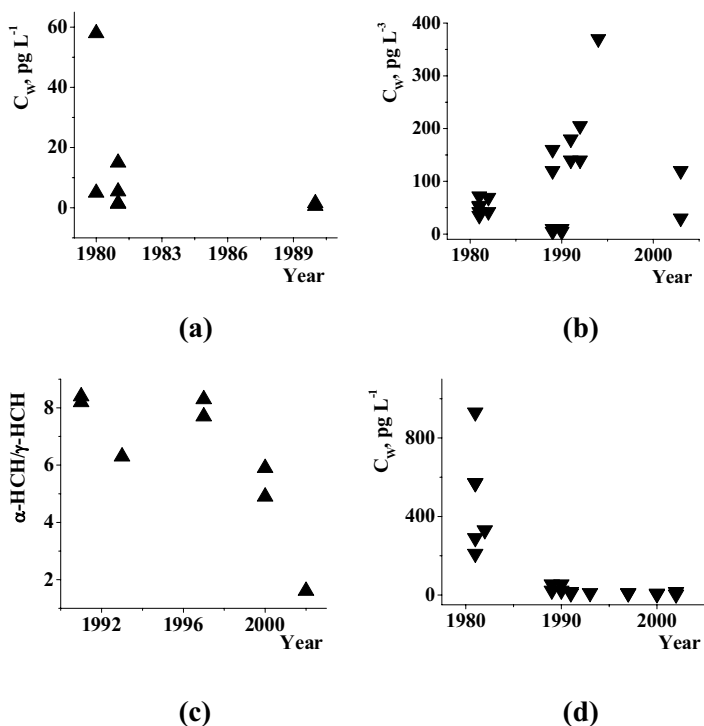 C_w, pg L⁻¹
60
40
20
0
1980 1983 1986 1989
Year
(a)
C_w, pg L⁻³
400
300
200
100
0
1980 1990 2000
Year
(b)
α-HCH/γ-HCH
8
6
4
2
1992 1996 2000
Year
(c)
C_w, pg L⁻¹
800
400
0
1980 1990 2000
Year
(d)